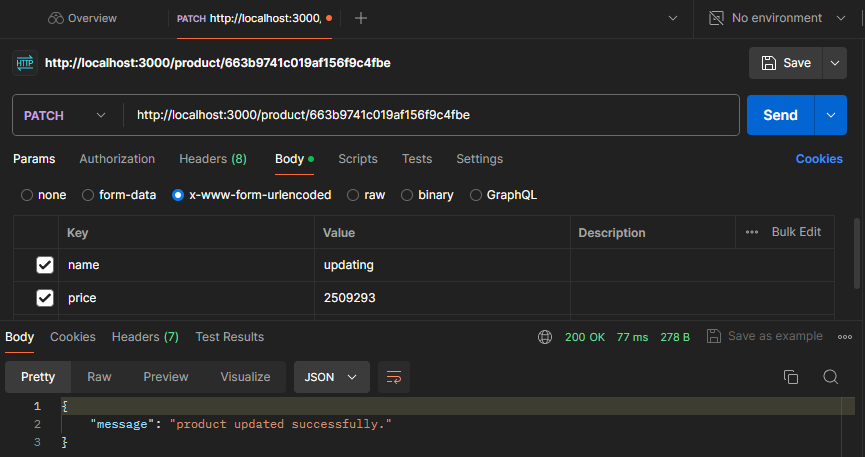 Overview
PATCH http://localhost:3000,
No environment
HTTP http://localhost:3000/product/663b9741c019af156f9c4fbe
Save
PATCH http://localhost:3000/product/663b9741c019af156f9c4fbe Send
Params Authorization Headers (8) Body Scripts Tests Settings Cookies
none form-data x-www-form-urlencoded raw binary GraphQL
Key Value Description Bulk Edit
name updating
price 2509293
Body Cookies Headers (7) Test Results 200 OK 77 ms 278 B Save as example
Pretty Raw Preview Visualize JSON
1 {
2 "message": "product updated successfully."
3 }